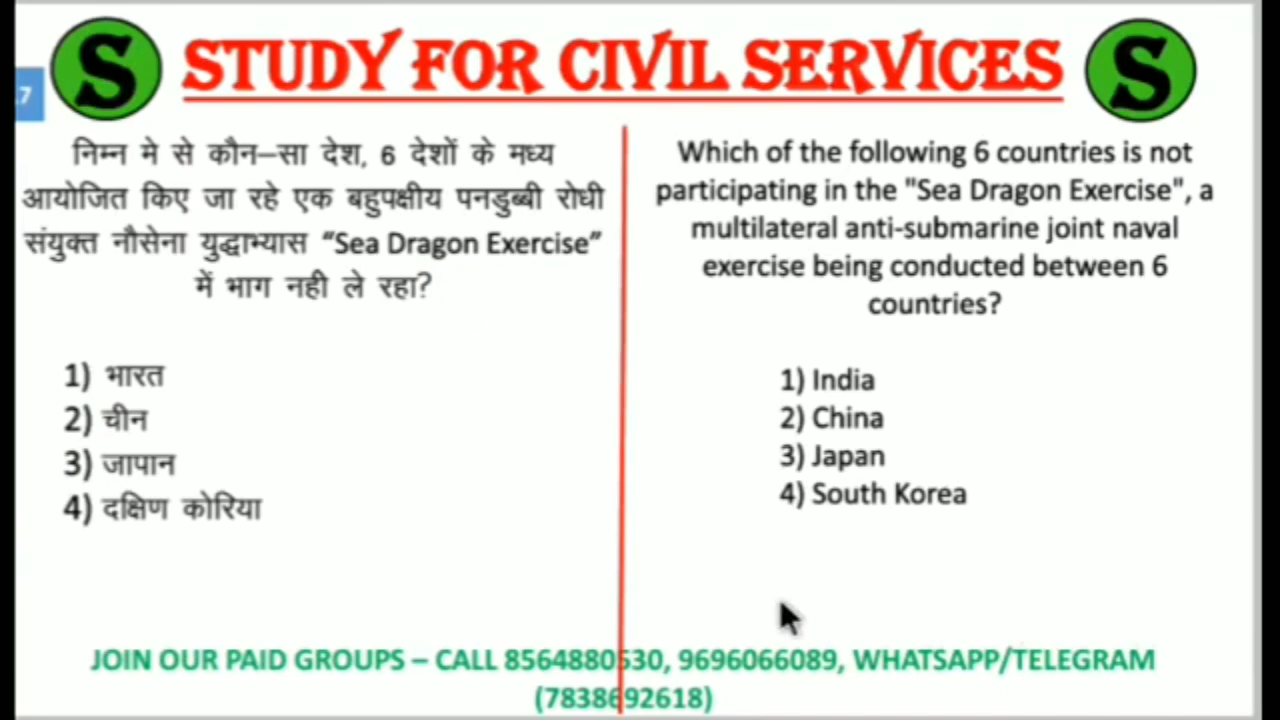 S STUDY FOR CIVIL SERVICES S
.7
निम्न मे से कौन–सा देश, 6 देशों के मध्य
आयोजित किए जा रहे एक बहुपक्षीय पनडुब्बी रोधी
संयुक्त नौसेना युद्धाभ्यास “Sea Dragon Exercise”
में भाग नही ले रहा?
1) भारत
2) चीन
3) जापान
4) दक्षिण कोरिया
Which of the following 6 countries is not
participating in the "Sea Dragon Exercise", a
multilateral anti-submarine joint naval
exercise being conducted between 6
countries?
1) India
2) China
3) Japan
4) South Korea
JOIN OUR PAID GROUPS – CALL 8564880530, 9696066089, WHATSAPP/TELEGRAM
(7838692618)